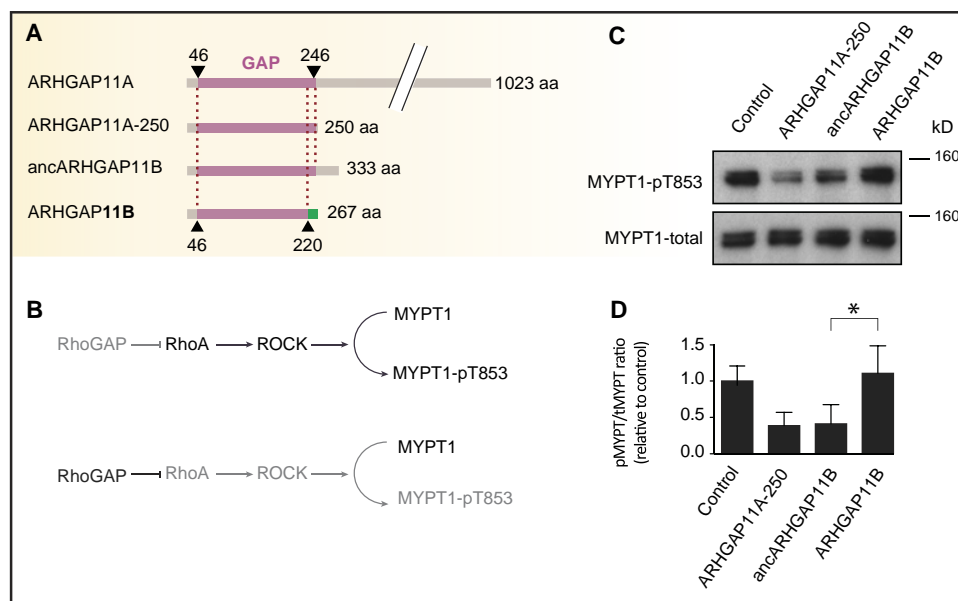 A
46
GAP
246
ARHGAP11A
1023 aa
ARHGAP11A-250
250 aa
ancARHGAP11B
333 aa
ARHGAP11B
267 aa
46
220
B
RhoGAP
RhoA
ROCK
MYPT1
MYPT1-pT853
RhoGAP
RhoA
ROCK
MYPT1
MYPT1-pT853
C
Control
ARHGAP11A-250
ancARHGAP11B
ARHGAP11B
kD
MYPT1-pT853
160
MYPT1-total
160
D
*
pMYPT/tMYPT ratio
(relative to control)
1.5
1.0
0.5
0.0
Control
ARHGAP11A-250
ancARHGAP11B
ARHGAP11B